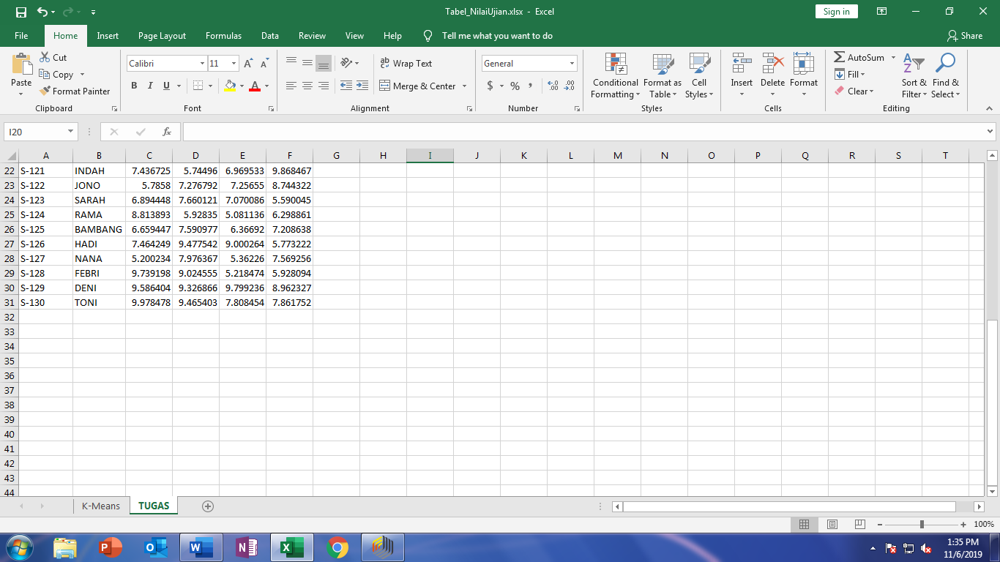 Tabel_NilaiUjian.xlsx - Excel
Sign in
File Home Insert Page Layout Formulas Data Review View Help Tell me what you want to do Share
Paste
Cut
Copy
Format Painter
Clipboard
Calibri 11
B I U
Font
Wrap Text
Merge & Center
Alignment
General
$ % ,
Number
Conditional Formatting
Format as Table
Cell Styles
Styles
Insert Delete Format
Cells
AutoSum
Fill
Clear
Sort & Filter
Find & Select
Editing
I20 fx
A B C D E F G H I J K L M N O P Q R S T
22 S-121 INDAH 7.436725 5.74496 6.969533 9.868467
23 S-122 JONO 5.7858 7.276792 7.25655 8.744322
24 S-123 SARAH 6.894448 7.660121 7.070086 5.590045
25 S-124 RAMA 8.813893 5.92835 5.081136 6.298861
26 S-125 BAMBANG 6.659447 7.590977 6.36692 7.208638
27 S-126 HADI 7.464249 9.477542 9.000264 5.773222
28 S-127 NANA 5.200234 7.976367 5.36226 7.569256
29 S-128 FEBRI 9.739198 9.024555 5.218474 5.928094
30 S-129 DENI 9.586404 9.326866 9.799236 8.962327
31 S-130 TONI 9.978478 9.465403 7.808454 7.861752
32
33
34
35
36
37
38
39
40
41
42
43
44
K-Means TUGAS
100%
1:35 PM
11/6/2019